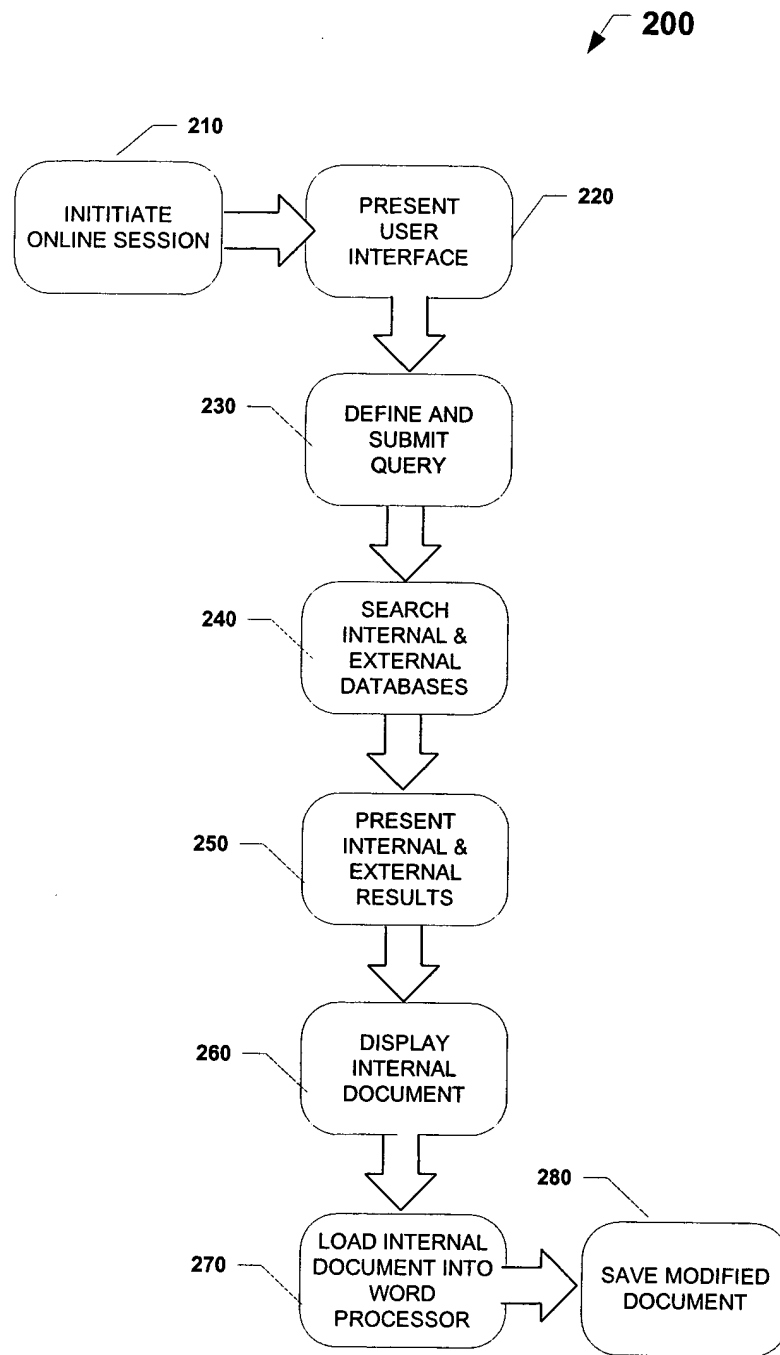 200
210
INITITIATE
ONLINE SESSION
PRESENT
USER
INTERFACE
220
230
DEFINE AND
SUBMIT
QUERY
240
SEARCH
INTERNAL &
EXTERNAL
DATABASES
250
PRESENT
INTERNAL &
EXTERNAL
RESULTS
260
DISPLAY
INTERNAL
DOCUMENT
270
LOAD INTERNAL
DOCUMENT INTO
WORD
PROCESSOR
280
SAVE MODIFIED
DOCUMENT